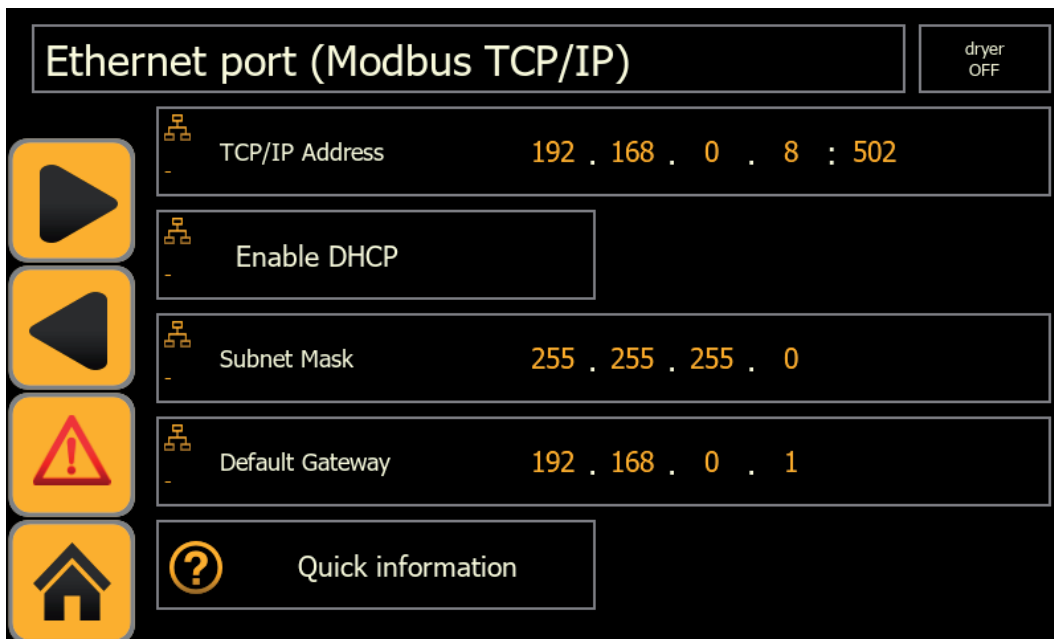 Ethernet port (Modbus TCP/IP)
dryer
OFF
TCP/IP Address 192 . 168 . 0 . 8 : 502
-
Enable DHCP
-
Subnet Mask 255 . 255 . 255 . 0
-
Default Gateway 192 . 168 . 0 . 1
-
? Quick information